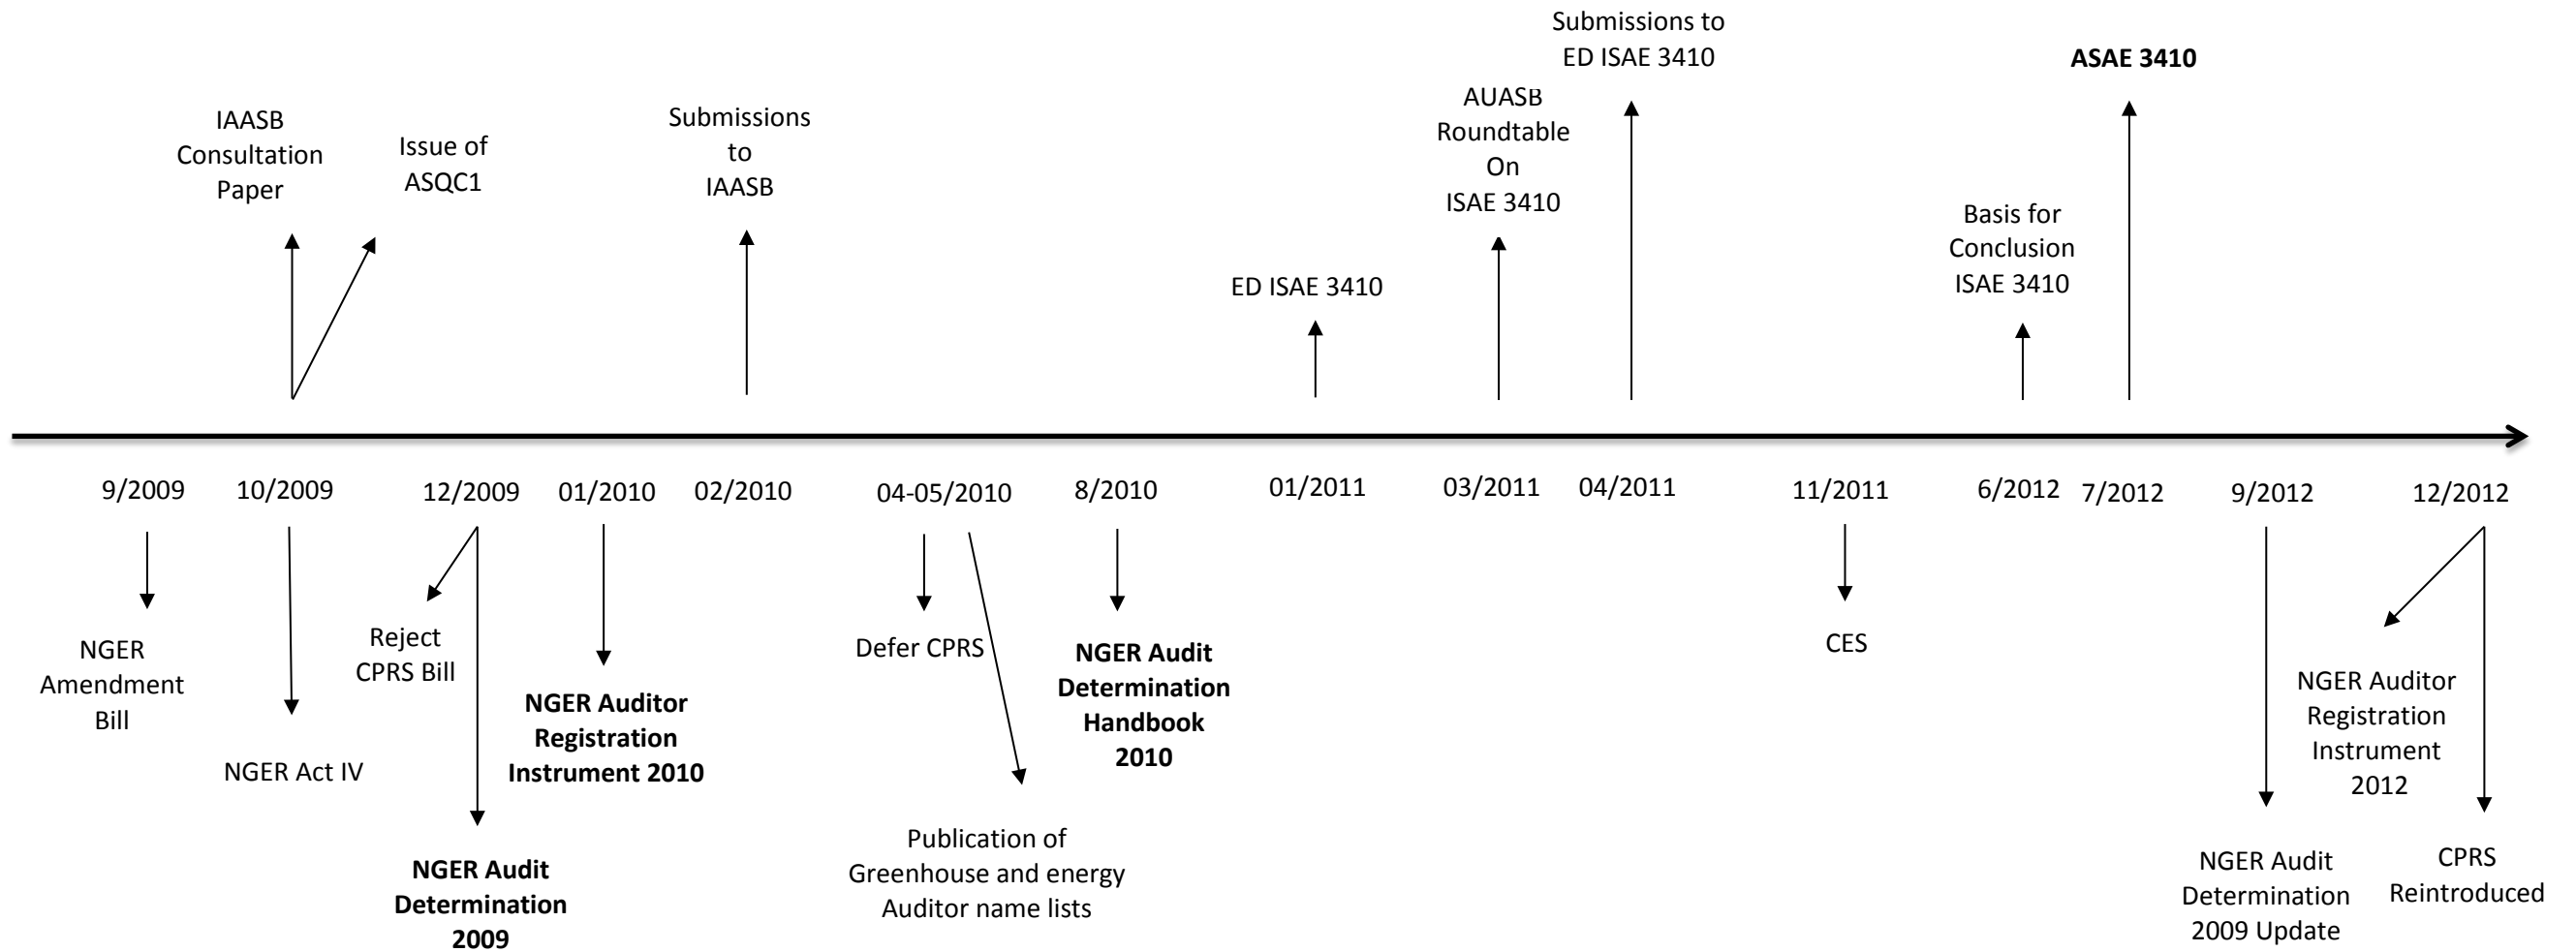 Submissions to
ED ISAE 3410
ASAE 3410
IAASB
Consultation
Paper
Issue of
ASQC1
Submissions
to
IAASB
AUASB
Roundtable
On
ISAE 3410
ED ISAE 3410
Basis for
Conclusion
ISAE 3410
9/2009
10/2009
12/2009
01/2010
02/2010
04-05/2010
8/2010
01/2011
03/2011
04/2011
11/2011
6/2012
7/2012
9/2012
12/2012
NGER
Amendment
Bill
NGER Act IV
Reject
CPRS Bill
NGER Audit
Determination
2009
NGER Auditor
Registration
Instrument 2010
Defer CPRS
Publication of
Greenhouse and energy
Auditor name lists
NGER Audit
Determination
Handbook
2010
CES
NGER Audit
Determination
2009 Update
NGER Auditor
Registration
Instrument
2012
CPRS
Reintroduced